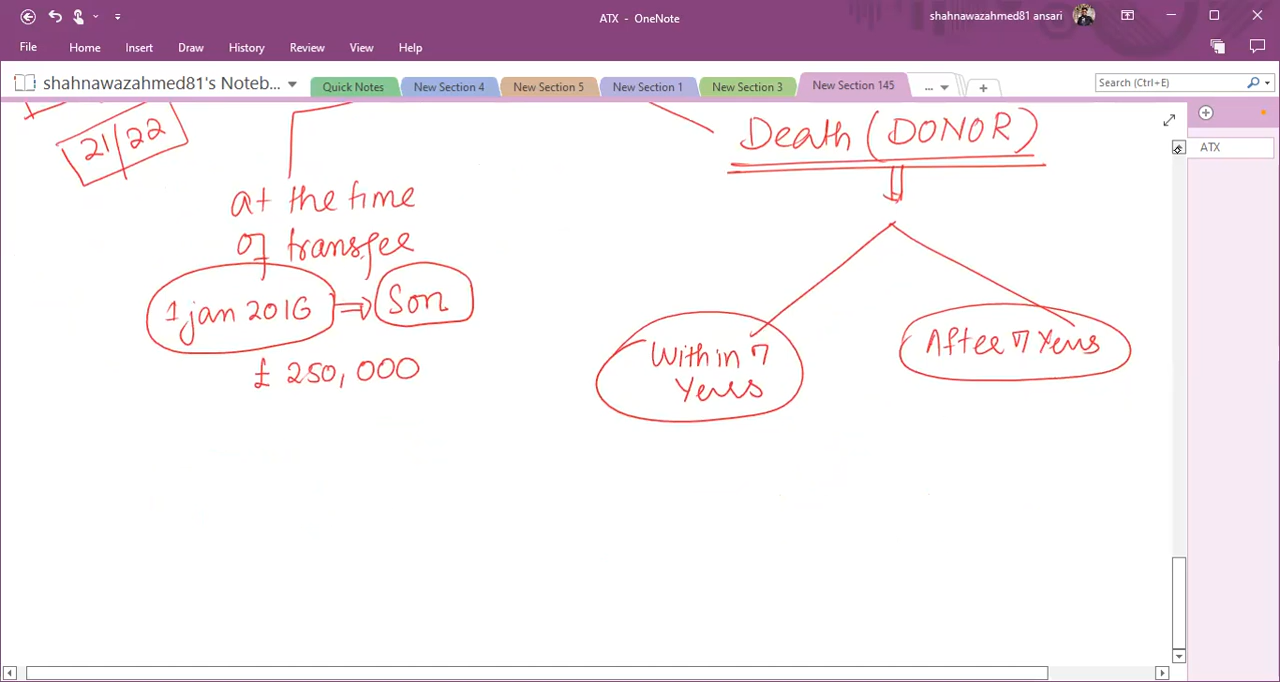 ATX - OneNote
shahnawazahmed81 ansari
File Home Insert Draw History Review View Help
shahnawazahmed81's Noteb...
Quick Notes New Section 4 New Section 5 New Section 1 New Section 3 New Section 145 ...
Search (Ctrl+E)
ATX
21/22
Death (DONOR)
at the time
of transfee
1 jan 2016 ⇒ Son
£ 250,000
Within 7
Yeres
After 7 Yeers